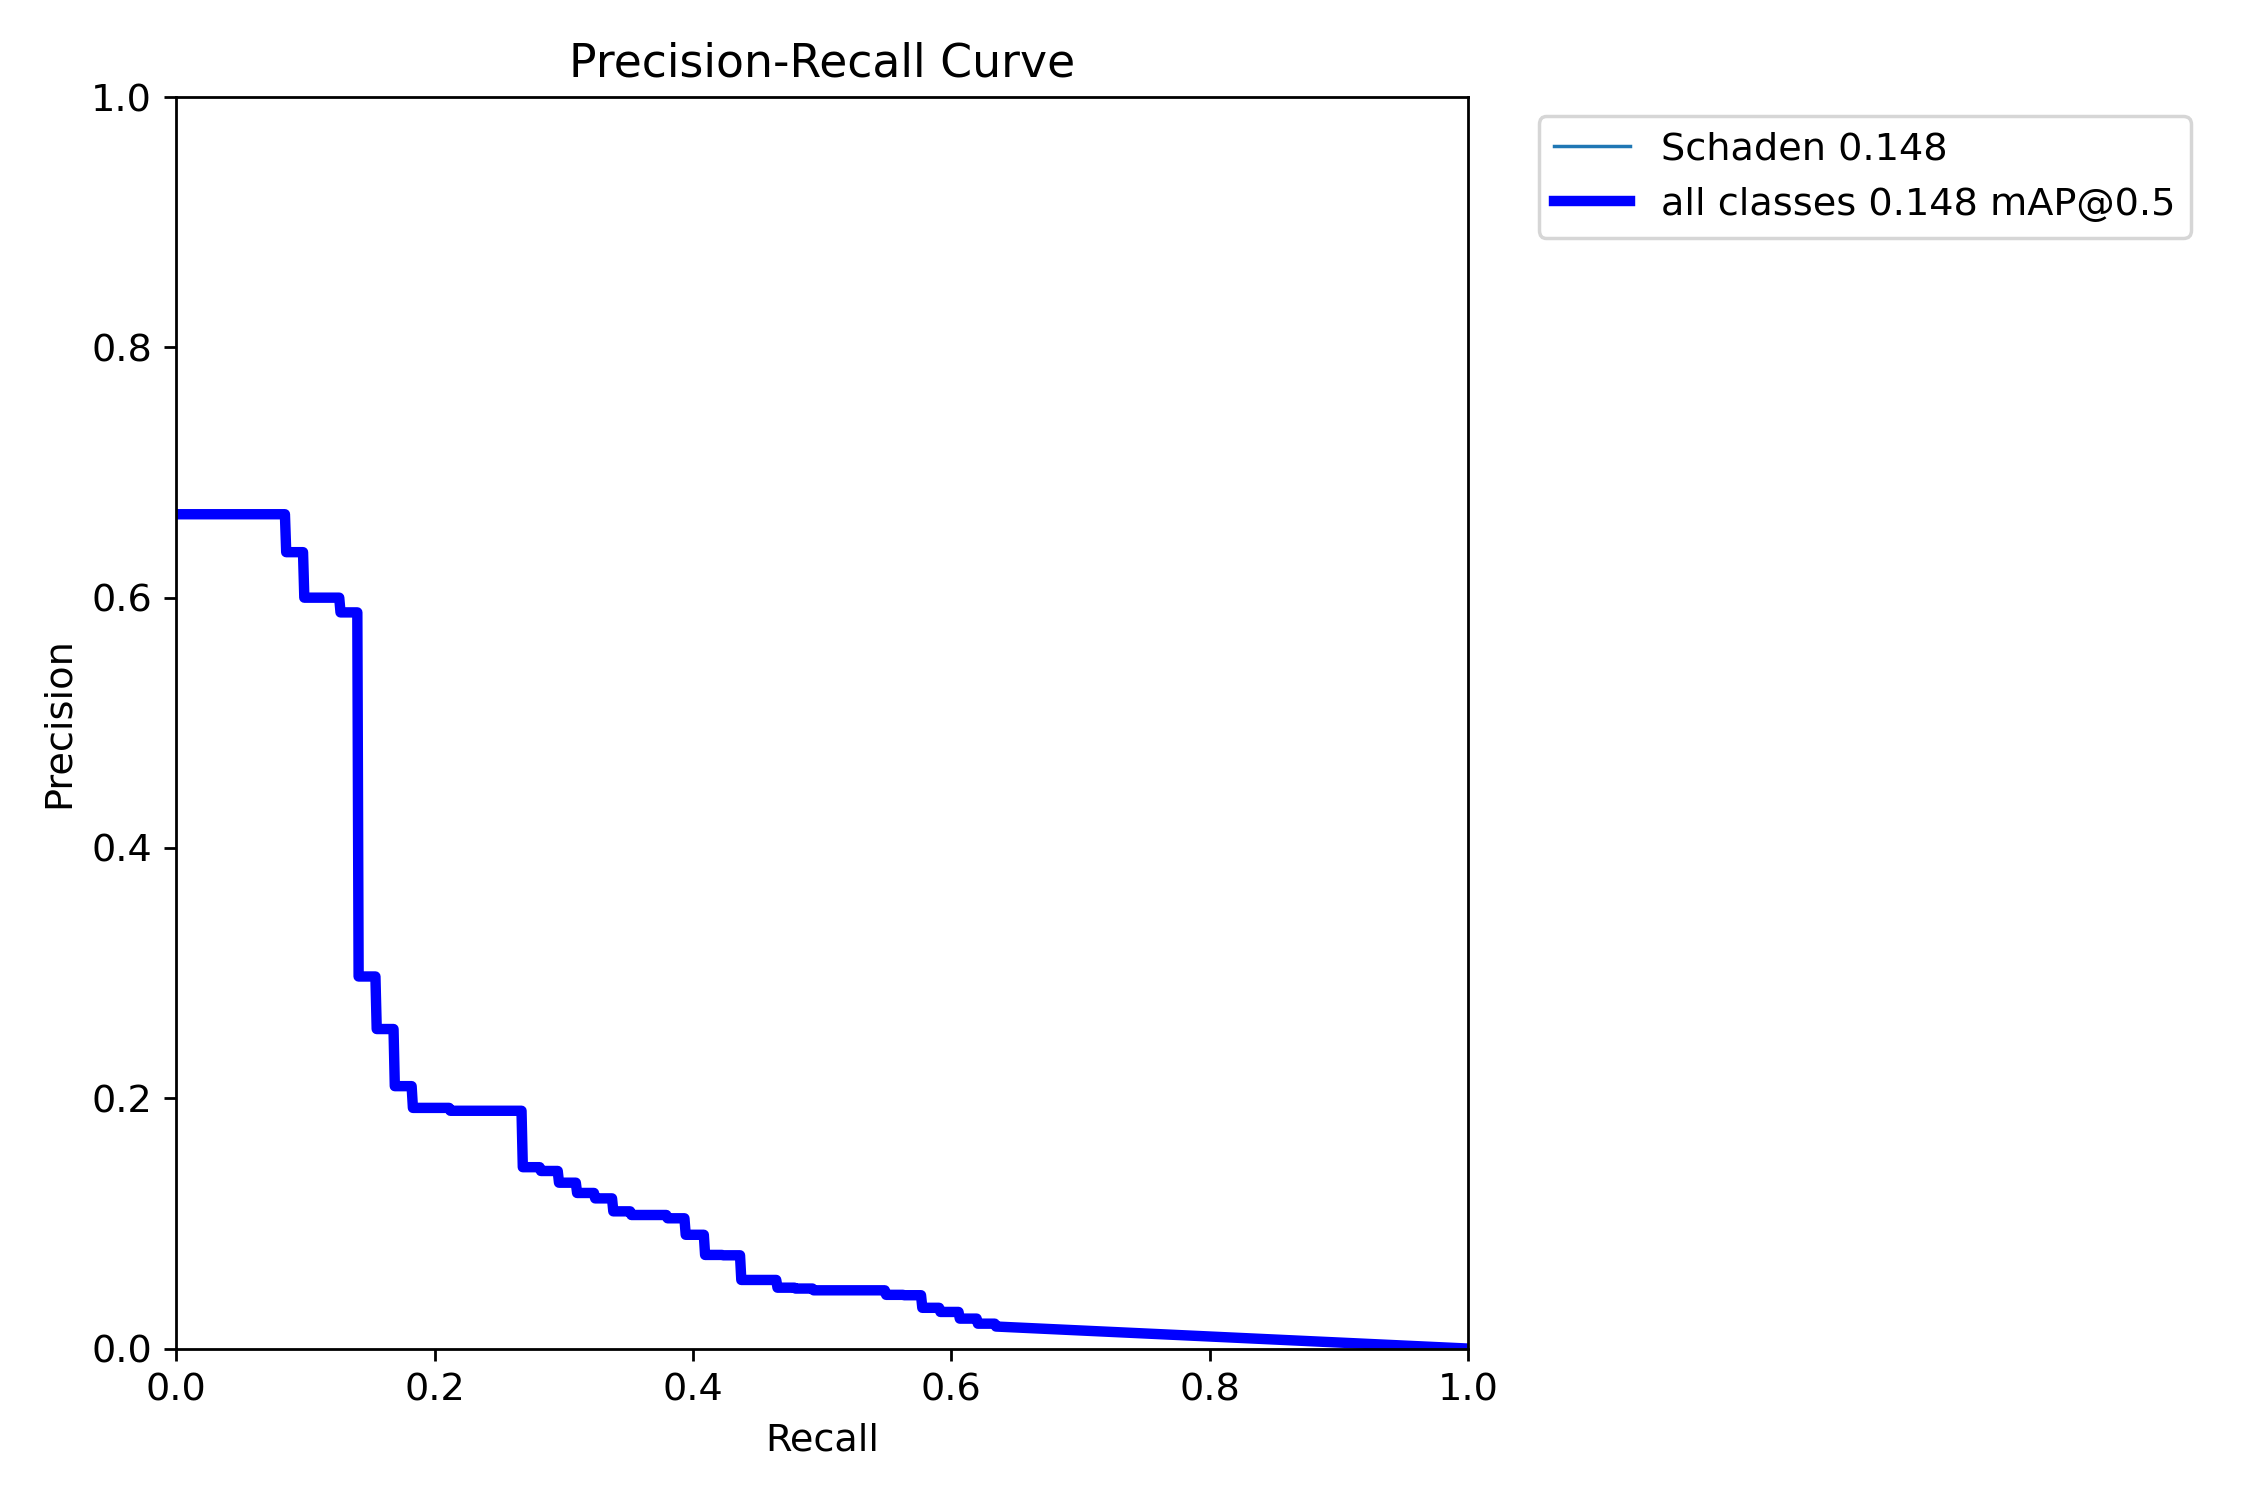 Precision-Recall Curve
1.0
0.8
0.6
0.4
0.2
0.0
Precision
0.0 0.2 0.4 0.6 0.8 1.0
Recall
Schaden 0.148
all classes 0.148 mAP@0.5